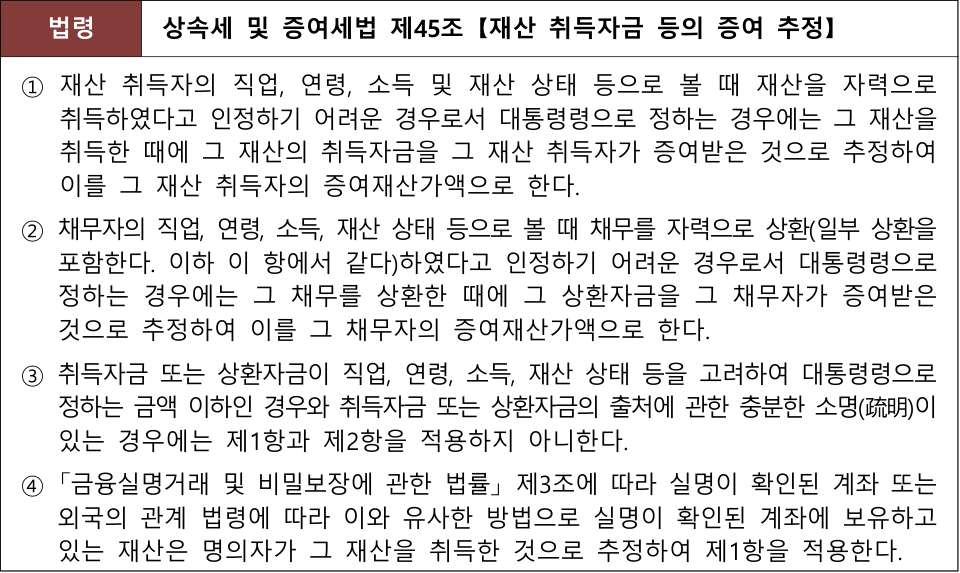 법령 상속세 및 증여세법 제45조【재산 취득자금 등의 증여 추정】
① 재산 취득자의 직업, 연령, 소득 및 재산 상태 등으로 볼 때 재산을 자력으로
취득하였다고 인정하기 어려운 경우로서 대통령령으로 정하는 경우에는 그 재산을
취득한 때에 그 재산의 취득자금을 그 재산 취득자가 증여받은 것으로 추정하여
이를 그 재산 취득자의 증여재산가액으로 한다.
② 채무자의 직업, 연령, 소득, 재산 상태 등으로 볼 때 채무를 자력으로 상환(일부 상환을
포함한다. 이하 이 항에서 같다)하였다고 인정하기 어려운 경우로서 대통령령으로
정하는 경우에는 그 채무를 상환한 때에 그 상환자금을 그 채무자가 증여받은
것으로 추정하여 이를 그 채무자의 증여재산가액으로 한다.
③ 취득자금 또는 상환자금이 직업, 연령, 소득, 재산 상태 등을 고려하여 대통령령으로
정하는 금액 이하인 경우와 취득자금 또는 상환자금의 출처에 관한 충분한 소명(疏明)이
있는 경우에는 제1항과 제2항을 적용하지 아니한다.
④ 「금융실명거래 및 비밀보장에 관한 법률」 제3조에 따라 실명이 확인된 계좌 또는
외국의 관계 법령에 따라 이와 유사한 방법으로 실명이 확인된 계좌에 보유하고
있는 재산은 명의자가 그 재산을 취득한 것으로 추정하여 제1항을 적용한다.